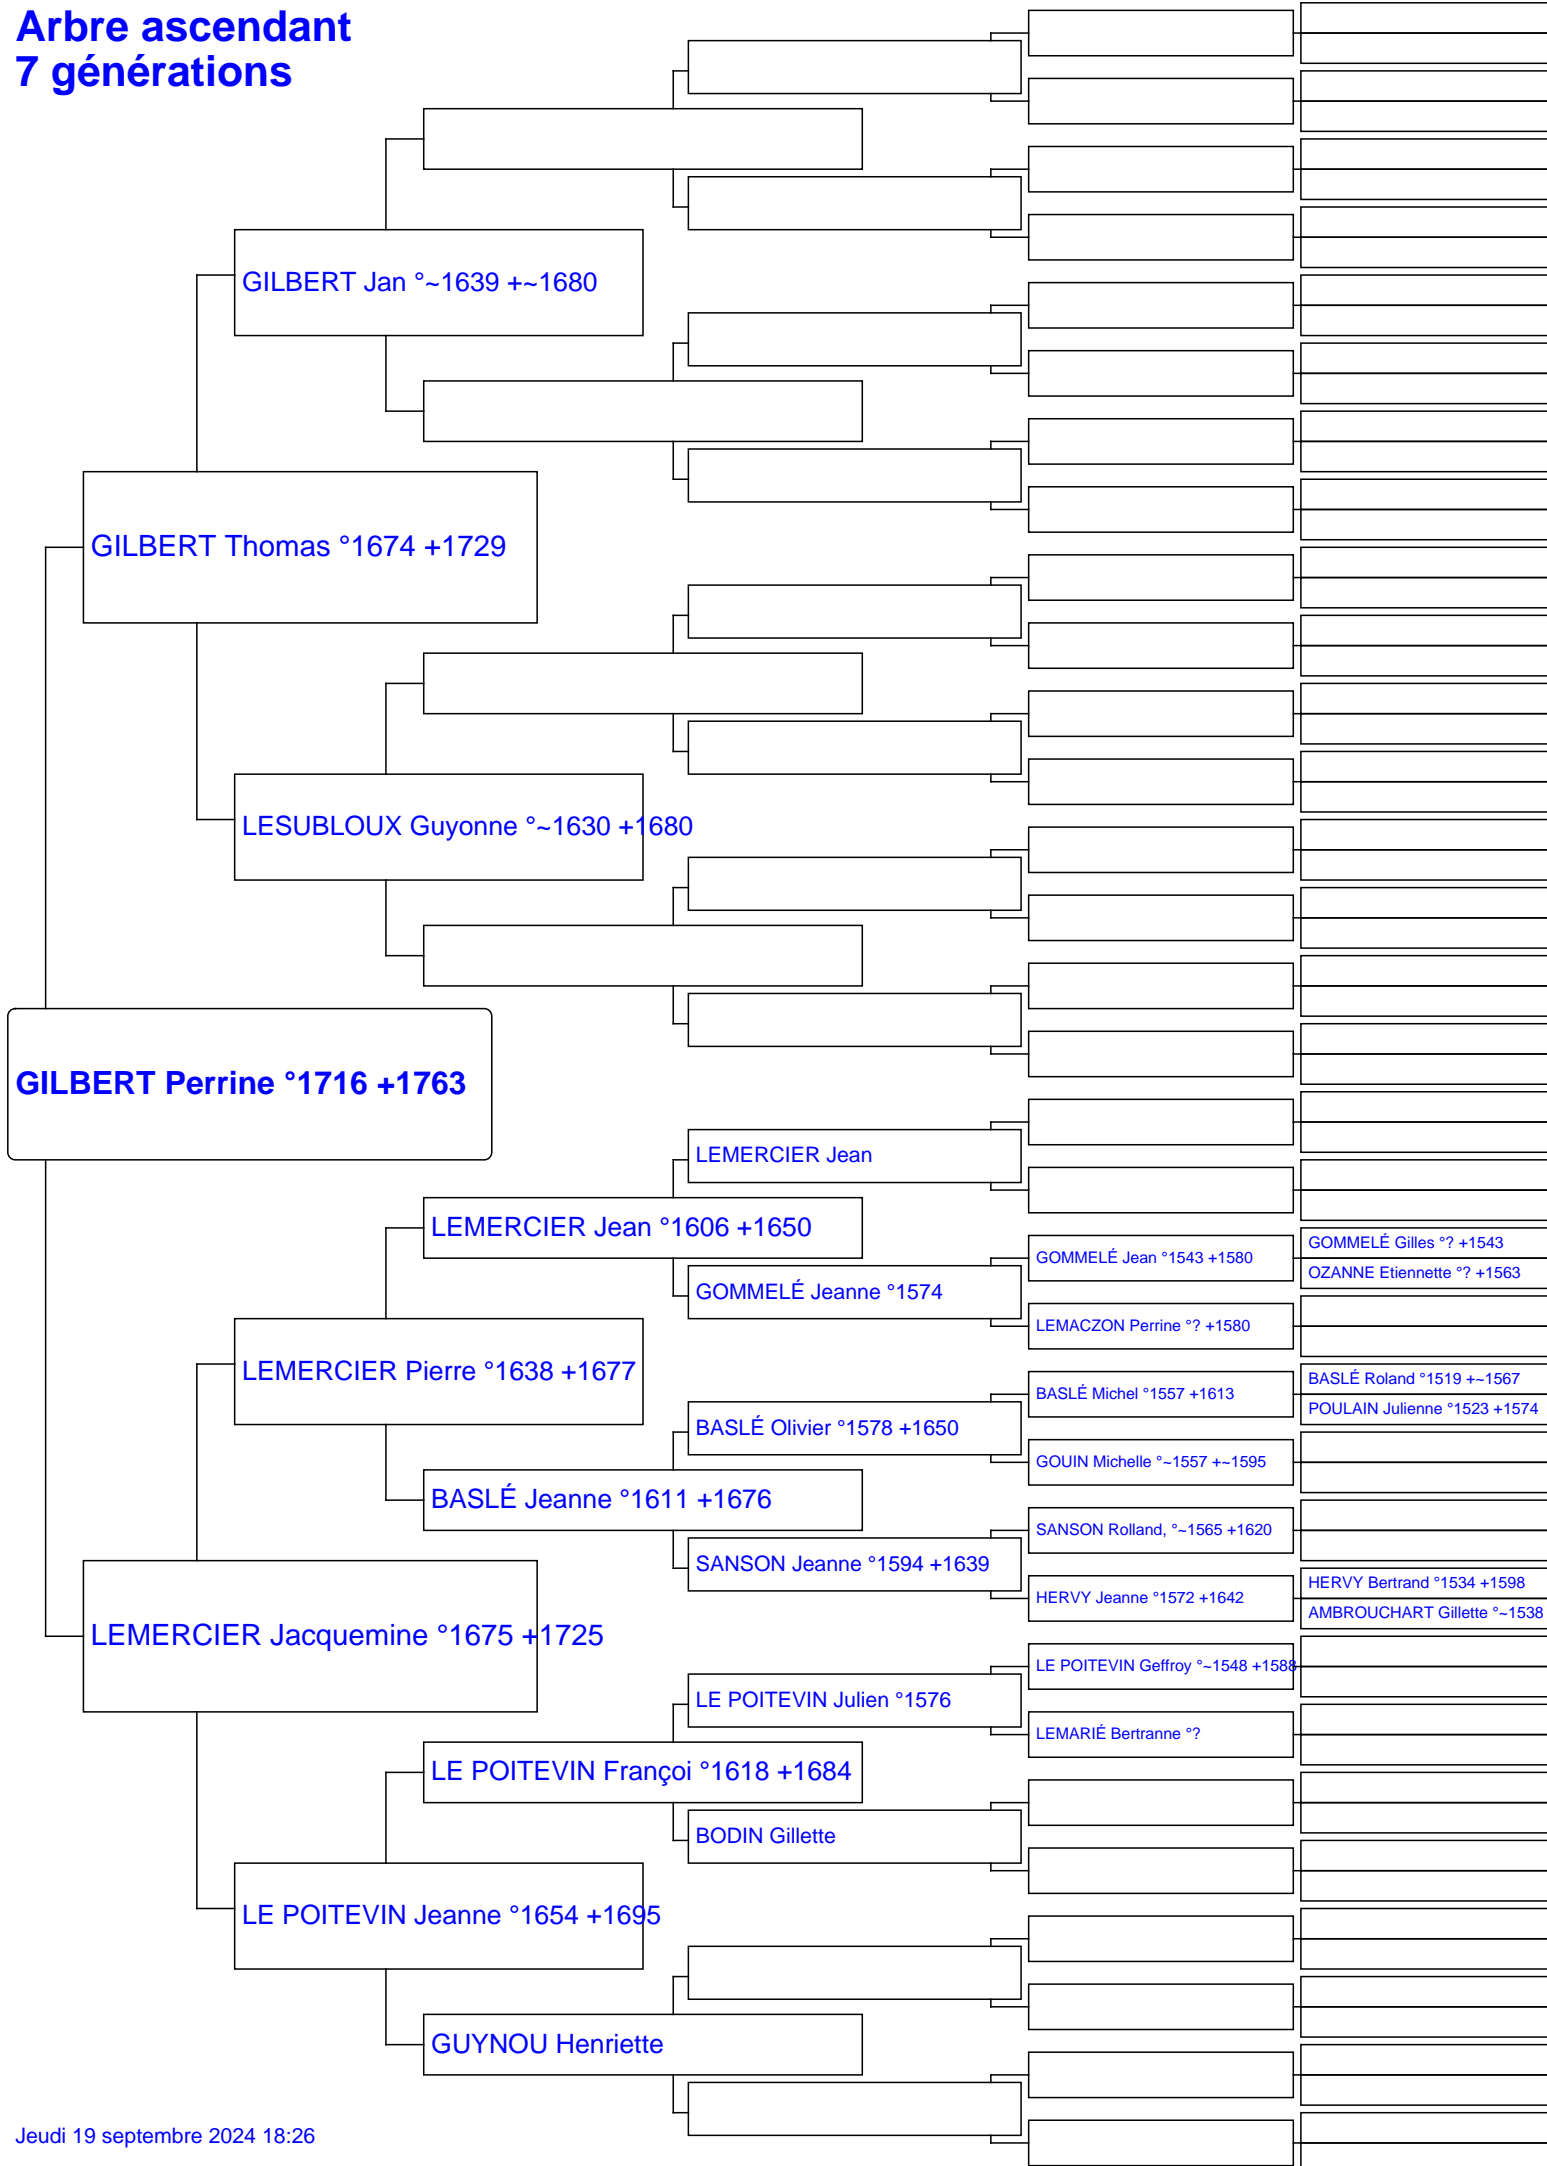 Arbre ascendant
7 générations
GILBERT Jan °~1639 +~1680
GILBERT Thomas °1674 +1729
LESUBLOUX Guyonne °~1630 +1680
GILBERT Perrine °1716 +1763
LEMERCIER Jean
LEMERCIER Jean °1606 +1650
GOMMELÉ Jean °1543 +1580
GOMMELÉ Gilles °? +1543
OZANNE Etiennette °? +1563
GOMMELÉ Jeanne °1574
LEMACZON Perrine °? +1580
LEMERCIER Pierre °1638 +1677
BASLÉ Michel °1557 +1613
BASLÉ Roland °1519 +~1567
POULAIN Julienne °1523 +1574
BASLÉ Olivier °1578 +1650
GOUIN Michelle °~1557 +~1595
BASLÉ Jeanne °1611 +1676
SANSON Rolland, °~1565 +1620
SANSON Jeanne °1594 +1639
HERVY Jeanne °1572 +1642
HERVY Bertrand °1534 +1598
AMBROUCHART Gillette °~1538
LEMERCIER Jacquemine °1675 +1725
LE POITEVIN Geffroy °~1548 +1588
LE POITEVIN Julien °1576
LEMARIÉ Bertranne °?
LE POITEVIN Françoi °1618 +1684
BODIN Gillette
LE POITEVIN Jeanne °1654 +1695
GUYNOU Henriette
Jeudi 19 septembre 2024 18:26